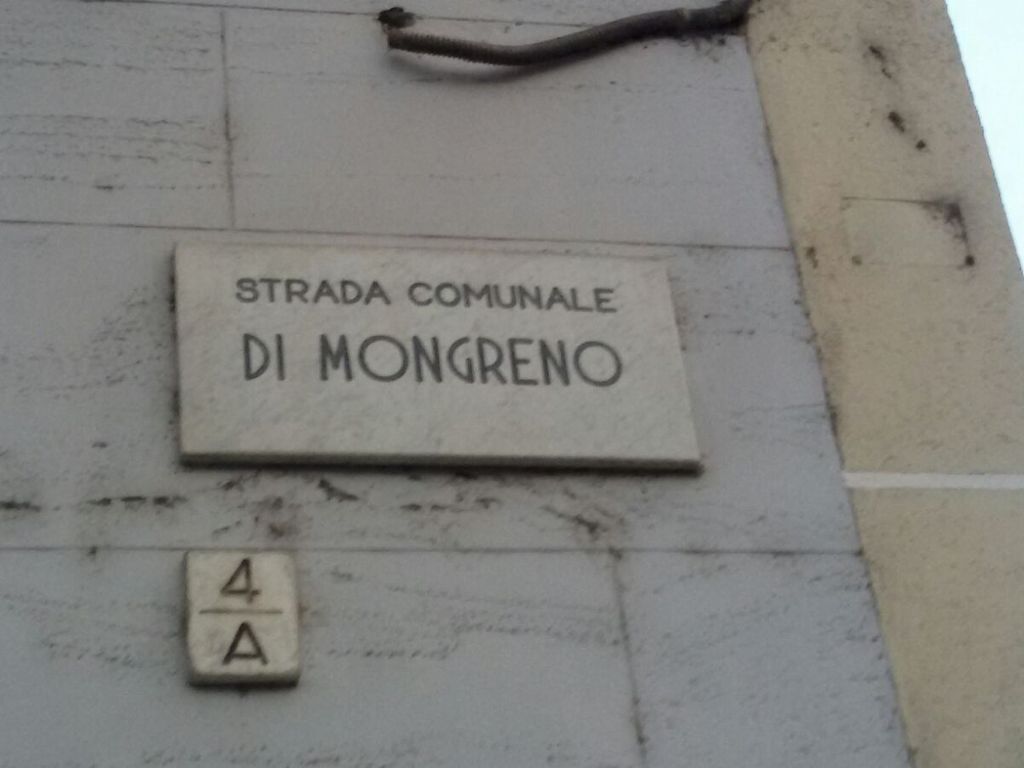 STRADA COMUNALE
DI MONGRENO
4
A